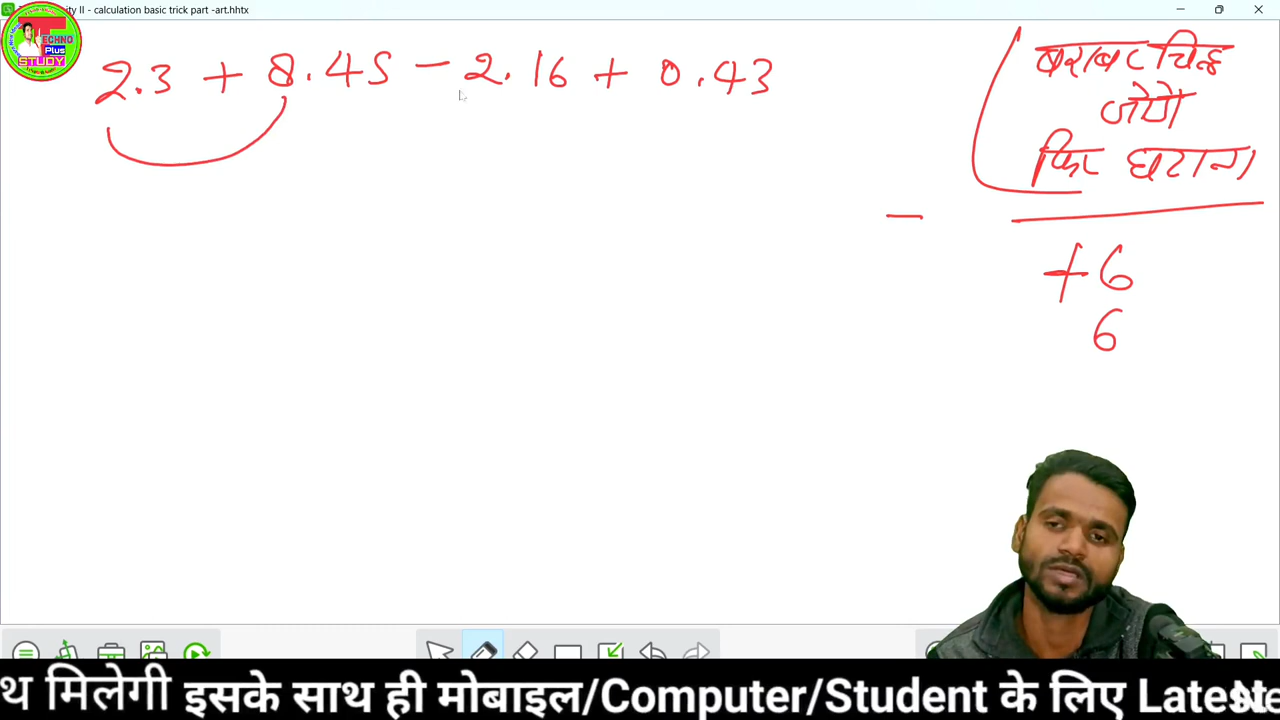 ity II - calculation basic trick part -art.hhtx
TECHNO
Plus
STUDY
2.3 + 8.45 - 2.16 + 0.43
बराबर चिन्ह
जोड़ो
फिर घटाना
-
+6
6
थ मिलेगी इसके साथ ही मोबाइल/Computer/Student के लिए Latest